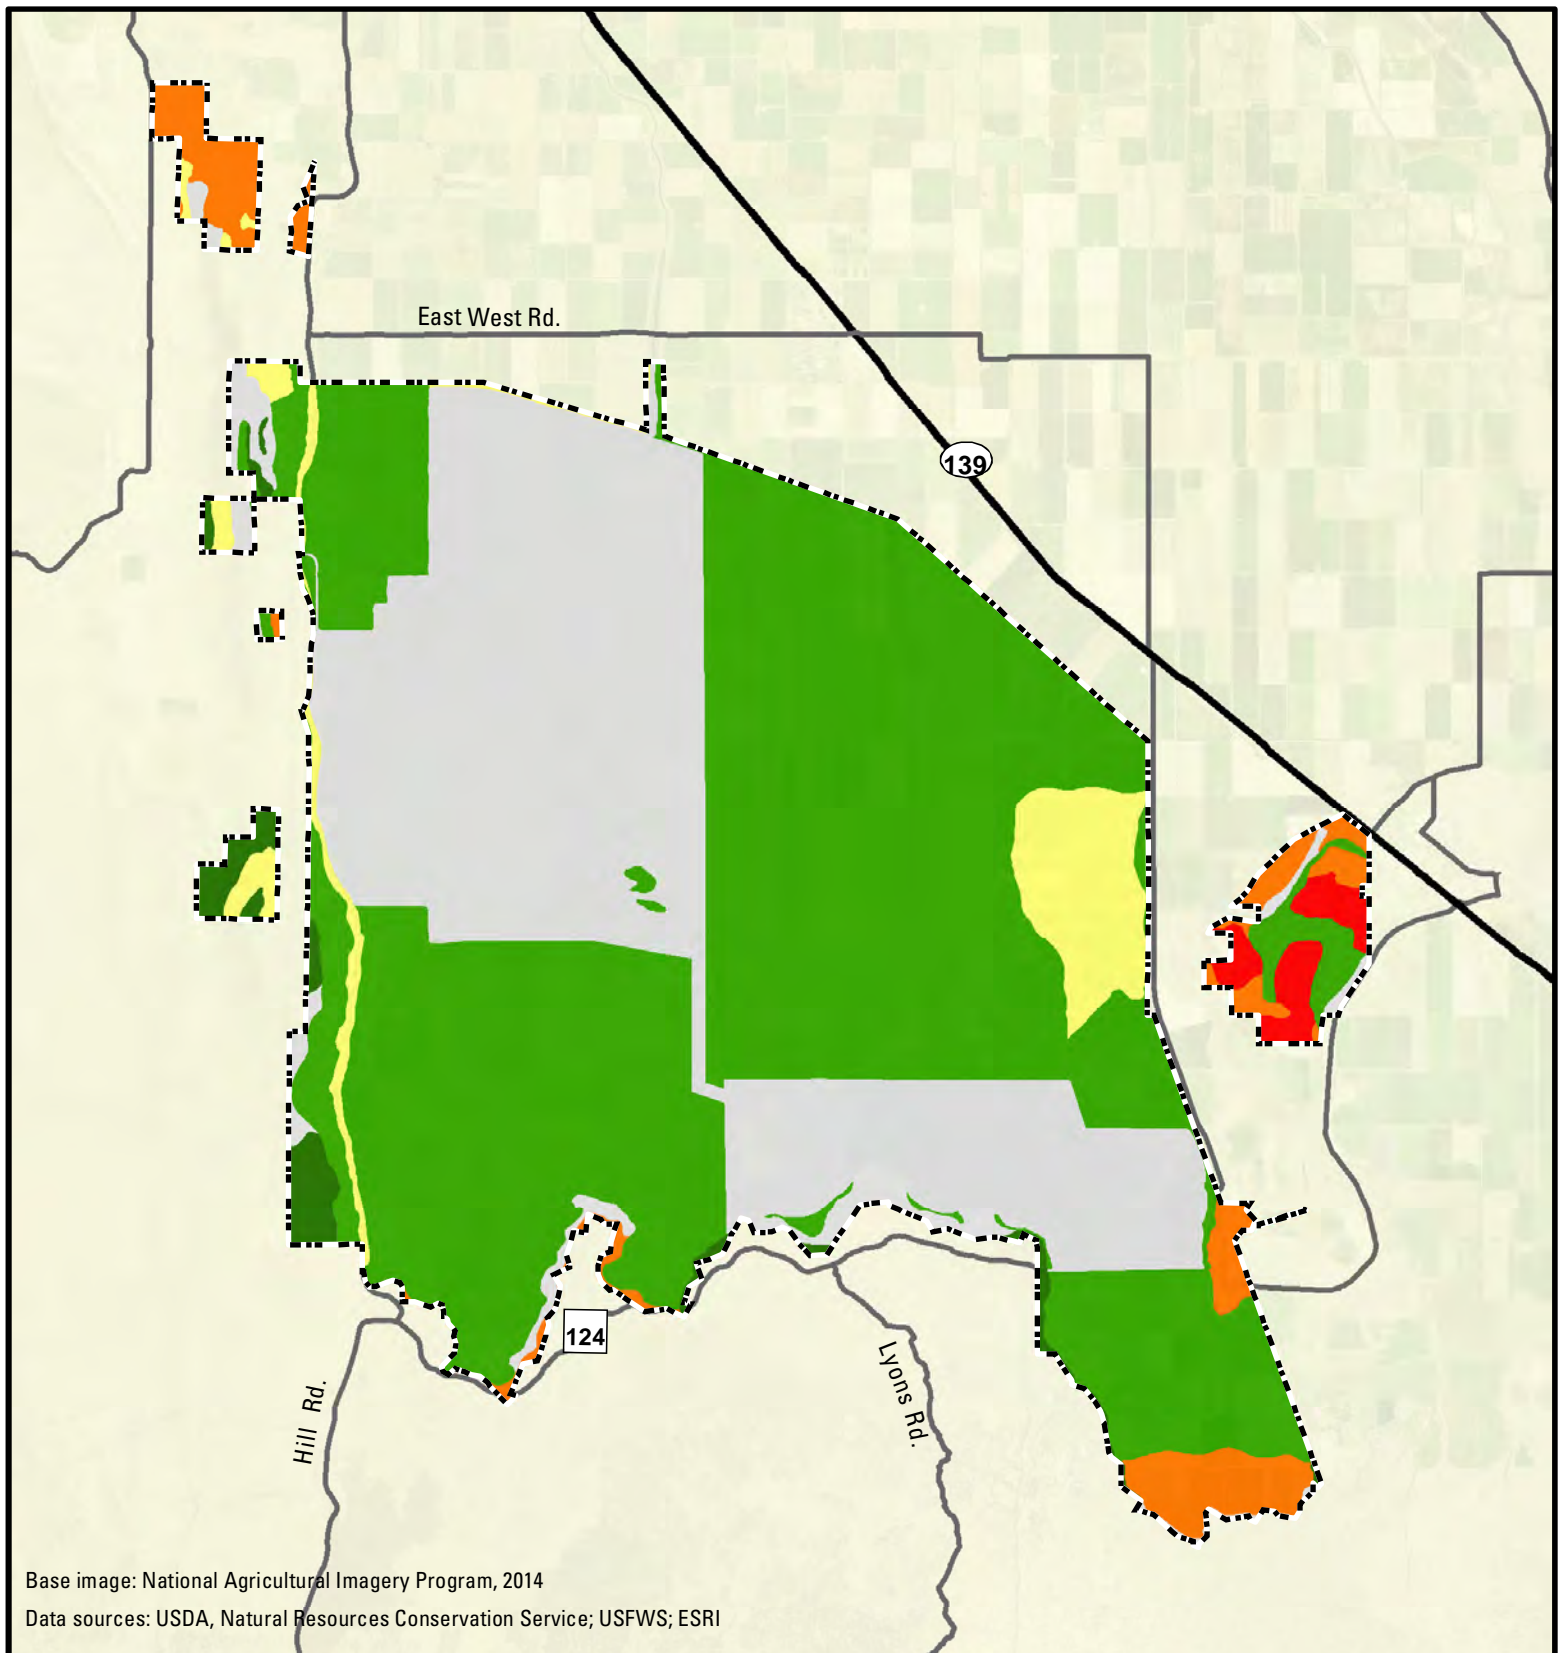 East West Rd.
139
124
Lyons Rd.
Hill Rd.
Base image: National Agricultural Imagery Program, 2014
Data sources: USDA, Natural Resources Conservation Service; USFWS; ESRI